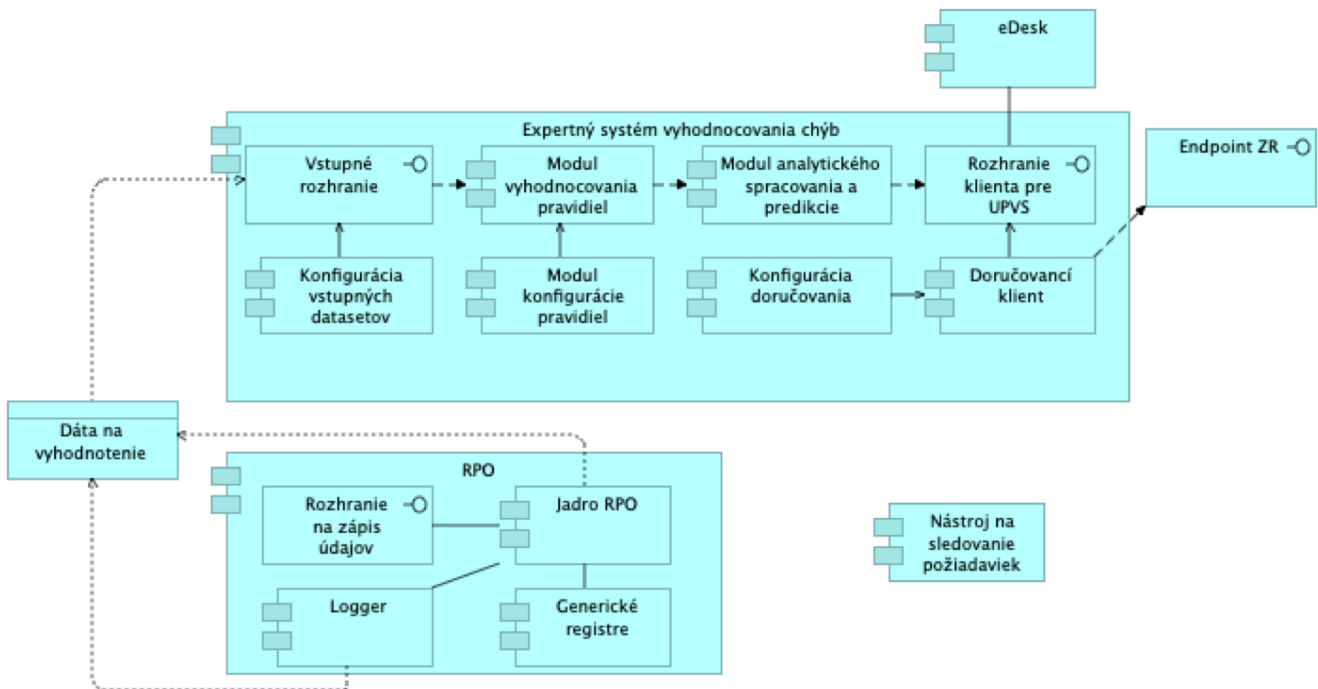 eDesk
Expertný systém vyhodnocovania chýb
Vstupné
rozhranie
Modul
vyhodnocovania
pravidiel
Modul analytického
spracovania a
predikcie
Rozhranie
klienta pre
UPVS
Endpoint ZR
Konfigurácia
vstupných
datasetov
Modul
konfigurácie
pravidiel
Konfigurácia
doručovania
Doručovancí
klient
Dáta na
vyhodnotenie
RPO
Rozhranie
na zápis
údajov
Jadro RPO
Nástroj na
sledovanie
požiadaviek
Logger
Generické
registre